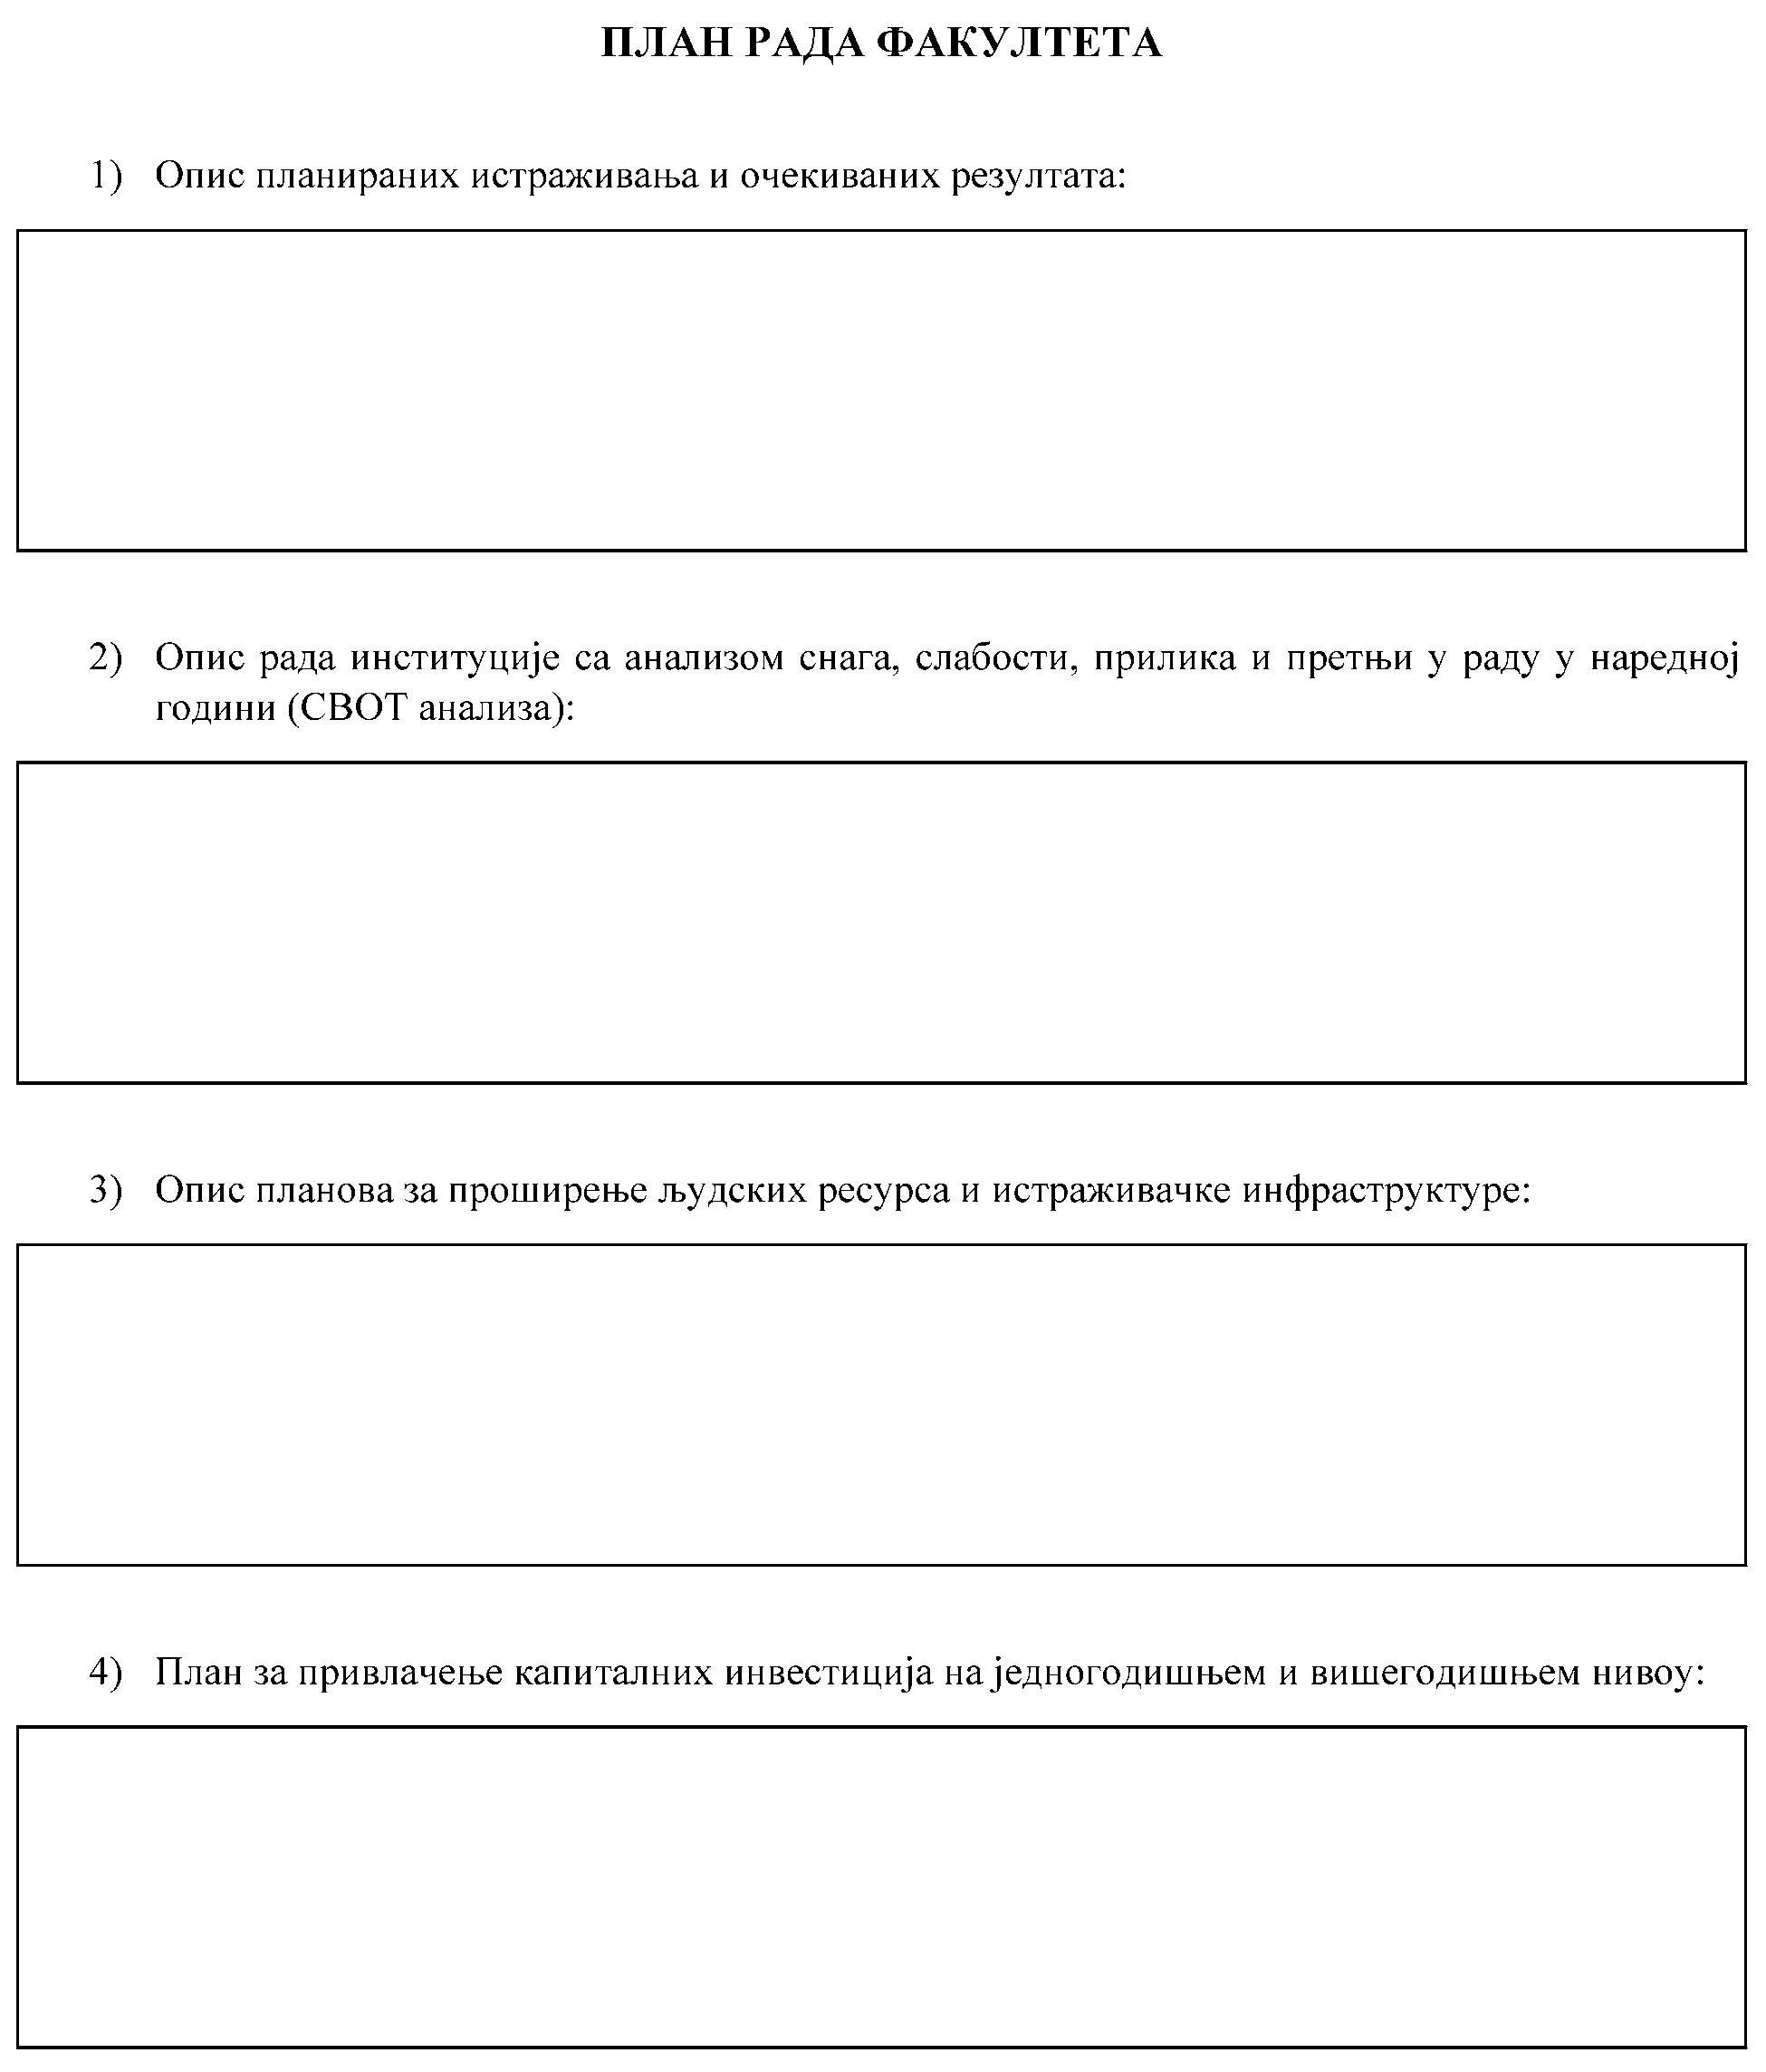 ПЛАН РАДА ФАКУЛТЕТА
1) Опис планираних истраживања и очекиваних резултата:
2) Опис рада институције са анализом снага, слабости, прилика и претњи у раду у наредној
години (СВОТ анализа):
3) Опис планова за проширење људских ресурса и истраживачке инфраструктуре:
4) План за привлачење капиталних инвестиција на једногодишњем и вишегодишњем нивоу: